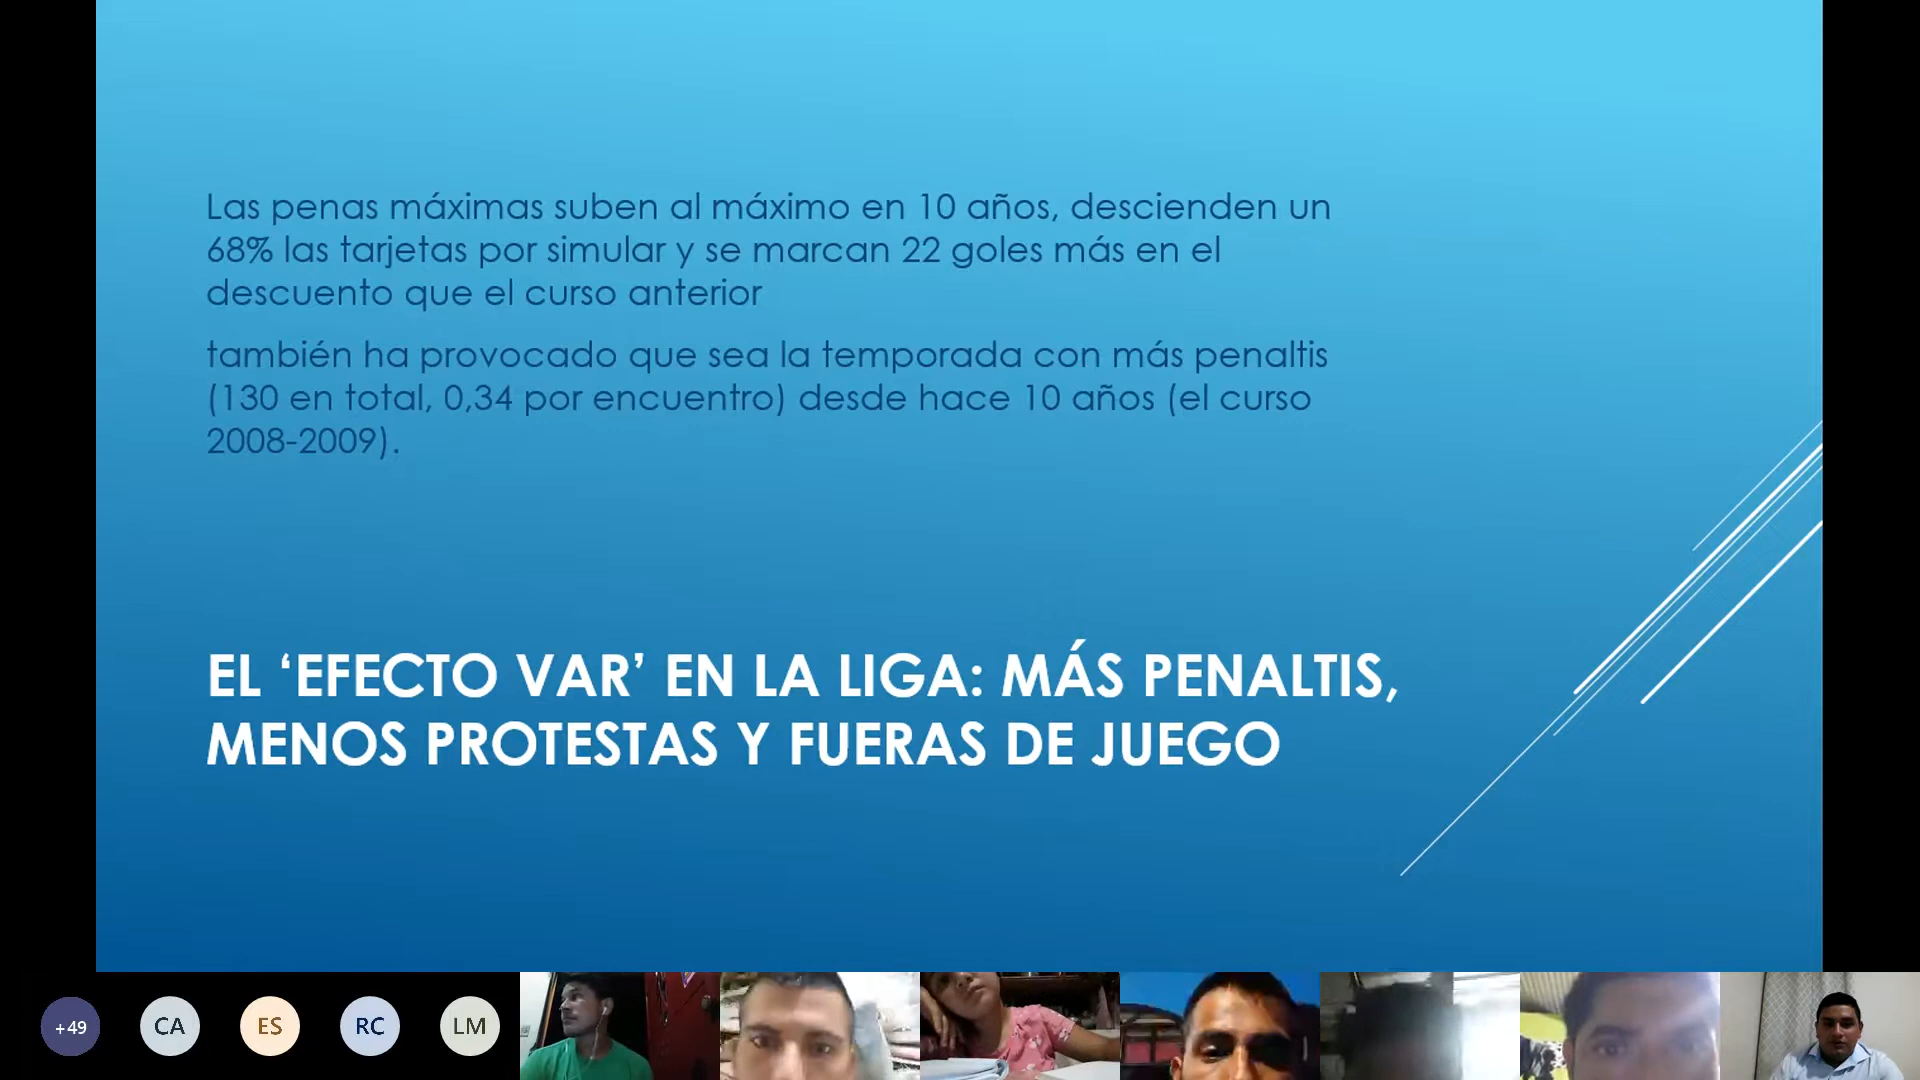 Las penas máximas suben al máximo en 10 años, descienden un
68% las tarjetas por simular y se marcan 22 goles más en el
descuento que el curso anterior
también ha provocado que sea la temporada con más penaltis
(130 en total, 0,34 por encuentro) desde hace 10 años (el curso
2008-2009).
EL ‘EFECTO VAR’ EN LA LIGA: MÁS PENALTIS,
MENOS PROTESTAS Y FUERAS DE JUEGO
+49 CA ES RC LM